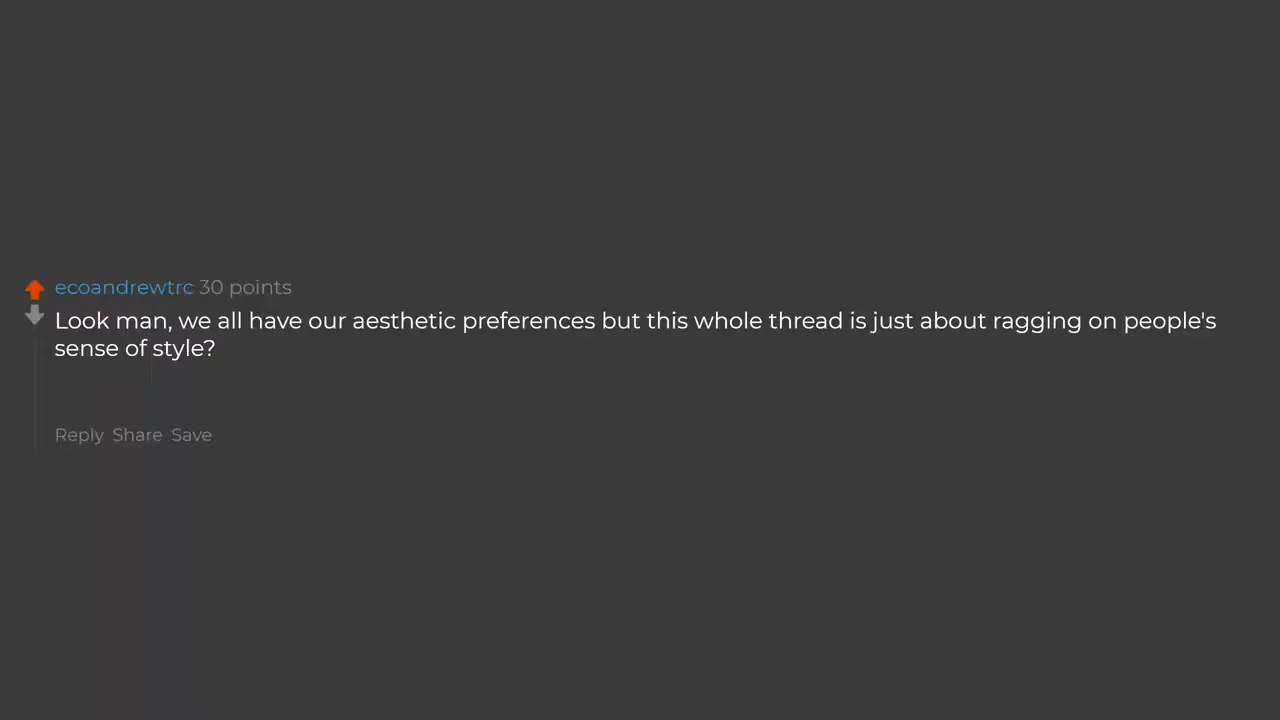 ecoandrewtrc 30 points
Look man, we all have our aesthetic preferences but this whole thread is just about ragging on people's
sense of style?
Reply Share Save